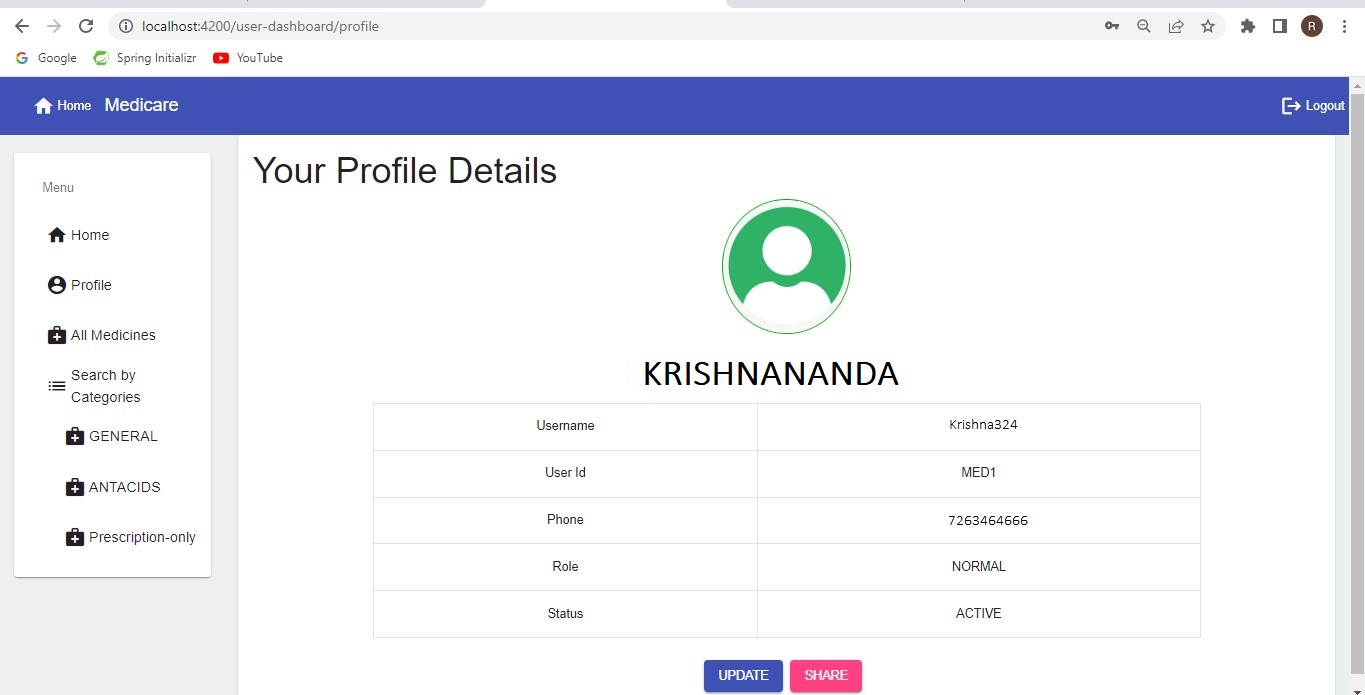 localhost:4200/user-dashboard/profile
R
Google Spring Initializr YouTube
Home Medicare Logout
Menu
Home
Profile
All Medicines
Search by
Categories
GENERAL
ANTACIDS
Prescription-only
Your Profile Details
KRISHNANANDA
Username Krishna324
User Id MED1
Phone 7263464666
Role NORMAL
Status ACTIVE
UPDATE SHARE